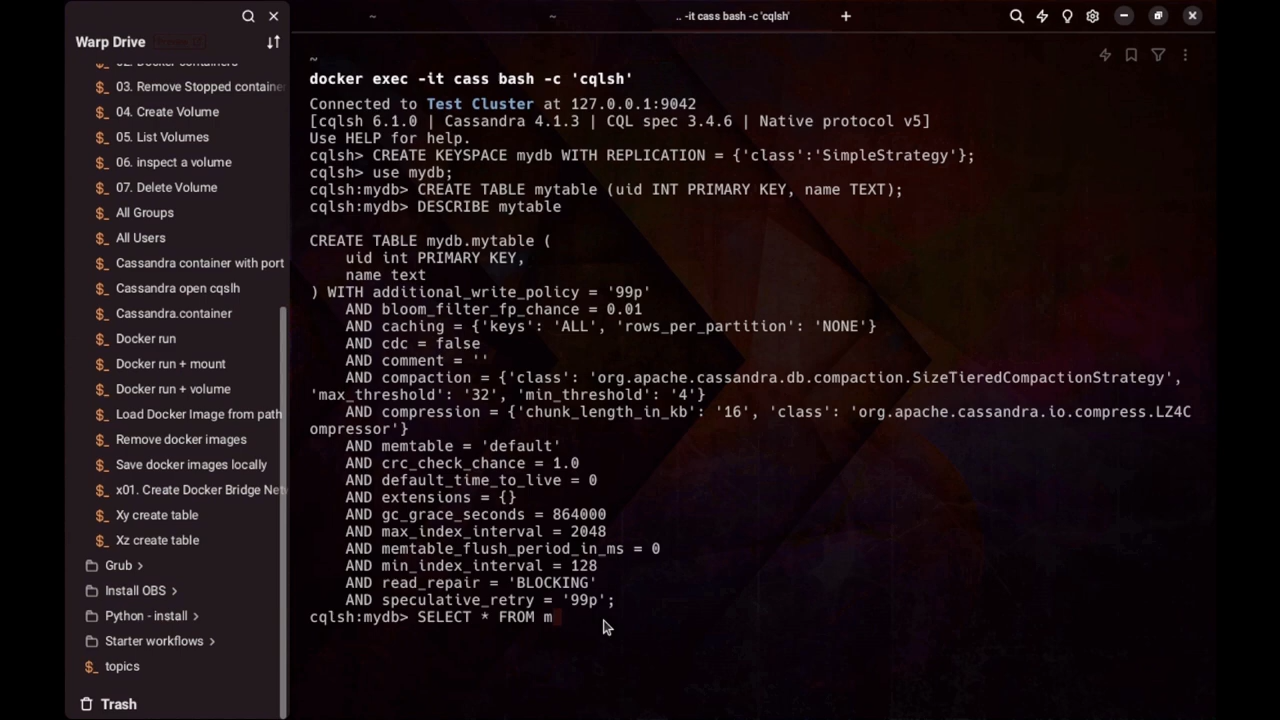 ~
~
.. -it cass bash -c 'cqlsh'
Warp Drive
02. Docker containers
03. Remove Stopped container
04. Create Volume
05. List Volumes
06. inspect a volume
07. Delete Volume
$_ All Groups
$_ All Users
$_ Cassandra container with port
$_ Cassandra open cqslh
$_ Cassandra.container
$_ Docker run
$_ Docker run + mount
$_ Docker run + volume
$_ Load Docker Image from path
$_ Remove docker images
$_ Save docker images locally
$_ x01. Create Docker Bridge Net
$_ Xy create table
$_ Xz create table
Grub >
Install OBS >
Python - install >
Starter workflows >
$_ topics
Trash
~
docker exec -it cass bash -c 'cqlsh'
Connected to Test Cluster at 127.0.0.1:9042
[cqlsh 6.1.0 | Cassandra 4.1.3 | CQL spec 3.4.6 | Native protocol v5]
Use HELP for help.
cqlsh> CREATE KEYSPACE mydb WITH REPLICATION = {'class':'SimpleStrategy'};
cqlsh> use mydb;
cqlsh:mydb> CREATE TABLE mytable (uid INT PRIMARY KEY, name TEXT);
cqlsh:mydb> DESCRIBE mytable
CREATE TABLE mydb.mytable (
uid int PRIMARY KEY,
name text
) WITH additional_write_policy = '99p'
AND bloom_filter_fp_chance = 0.01
AND caching = {'keys': 'ALL', 'rows_per_partition': 'NONE'}
AND cdc = false
AND comment = ''
AND compaction = {'class': 'org.apache.cassandra.db.compaction.SizeTieredCompactionStrategy',
'max_threshold': '32', 'min_threshold': '4'}
AND compression = {'chunk_length_in_kb': '16', 'class': 'org.apache.cassandra.io.compress.LZ4C
ompressor'}
AND memtable = 'default'
AND crc_check_chance = 1.0
AND default_time_to_live = 0
AND extensions = {}
AND gc_grace_seconds = 864000
AND max_index_interval = 2048
AND memtable_flush_period_in_ms = 0
AND min_index_interval = 128
AND read_repair = 'BLOCKING'
AND speculative_retry = '99p';
cqlsh:mydb> SELECT * FROM m